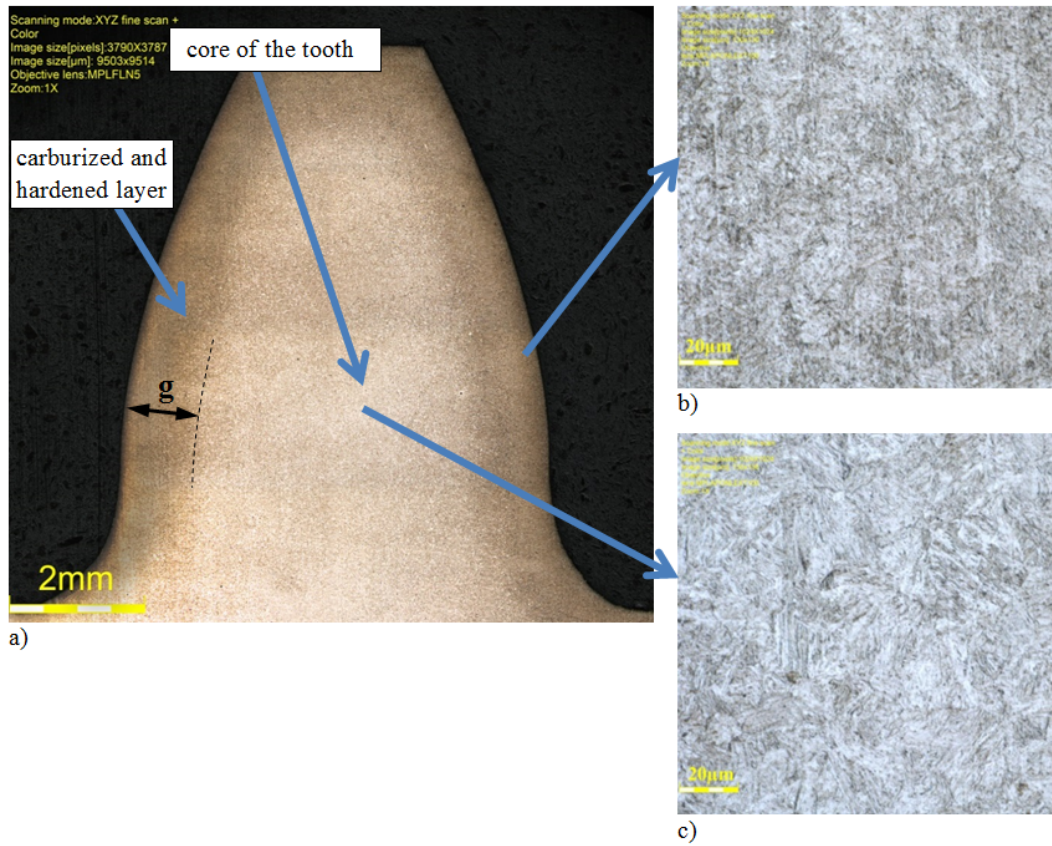 Scanning mode:XYZ fine scan +
Color
Image size[pixels]:3790X3787
Image size[µm]: 9503x9514
Objective lens:MPLFLN5
Zoom:1X
core of the tooth
carburized and
hardened layer
g
2mm
a)
20µm
b)
20µm
c)